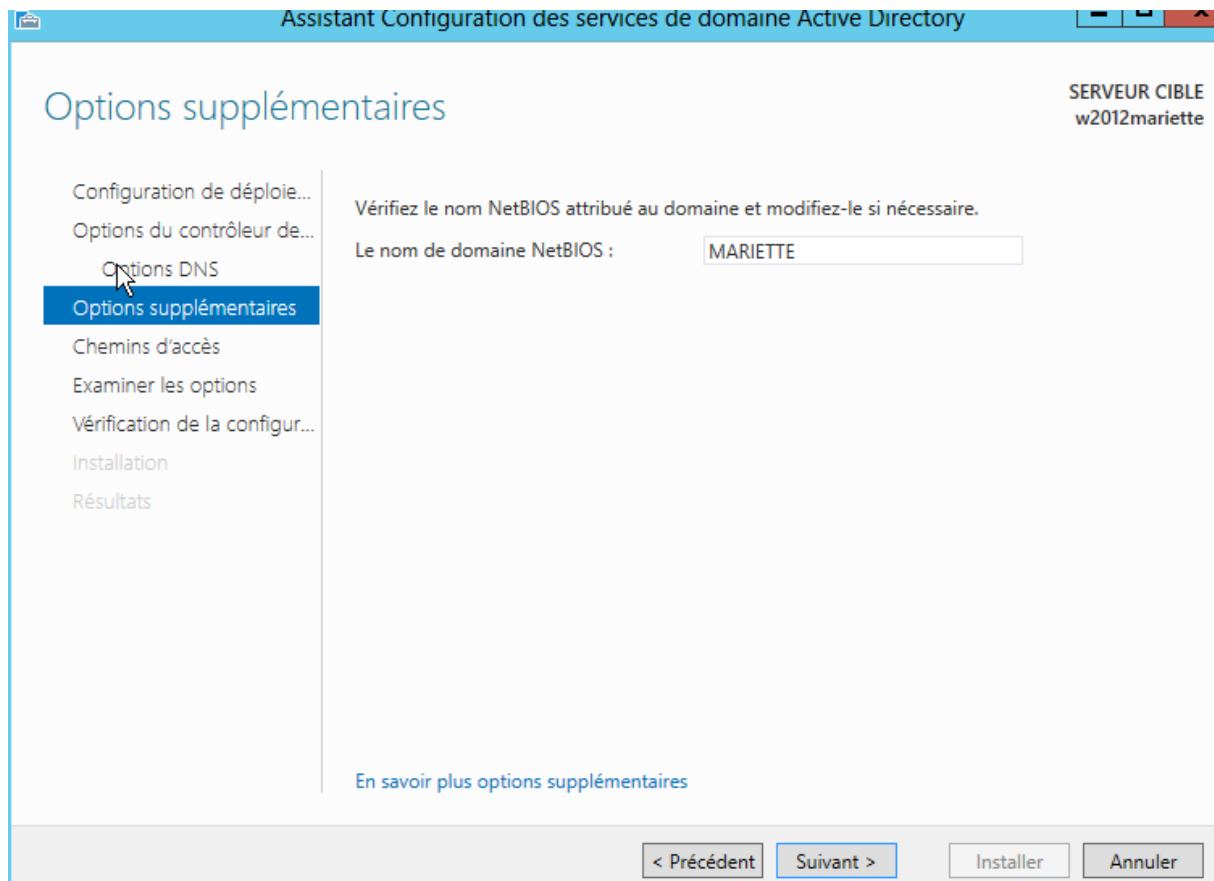 Assistant Configuration des services de domaine Active Directory
Options supplémentaires
SERVEUR CIBLE
w2012mariette
Configuration de déploie...
Options du contrôleur de...
Options DNS
Options supplémentaires
Chemins d'accès
Examiner les options
Vérification de la configur...
Installation
Résultats
Vérifiez le nom NetBIOS attribué au domaine et modifiez-le si nécessaire.
Le nom de domaine NetBIOS : MARIETTE
En savoir plus options supplémentaires
< Précédent Suivant > Installer Annuler